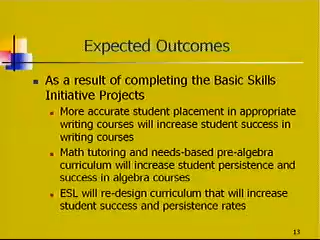 Expected Outcomes
As a result of completing the Basic Skills
Initiative Projects
More accurate student placement in appropriate
writing courses will increase student success in
writing courses
Math tutoring and needs-based pre-algebra
curriculum will increase student persistence and
success in algebra courses
ESL will re-design curriculum that will increase
student success and persistence rates
13